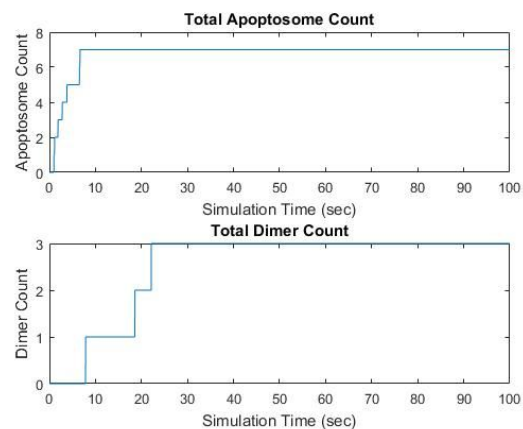 Total Apoptosome Count
Apoptosome Count
8
6
4
2
0
0 10 20 30 40 50 60 70 80 90 100
Simulation Time (sec)
Total Dimer Count
Dimer Count
3
2
1
0
0 10 20 30 40 50 60 70 80 90 100
Simulation Time (sec)